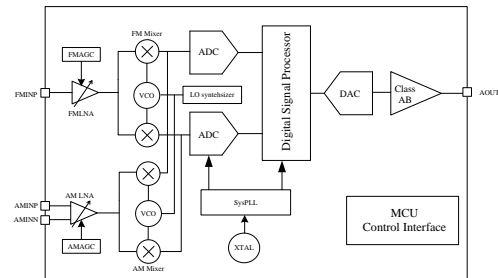 FM Mixer
FMAGC
ADC
FMINP
FMLNA
VCO
LO syntehsizer
Digital Signal Processor
DAC
Class
AB
AOUT
ADC
AMINP
AMINN
AM LNA
VCO
SysPLL
AMAGC
AM Mixer
XTAL
MCU
Control Interface